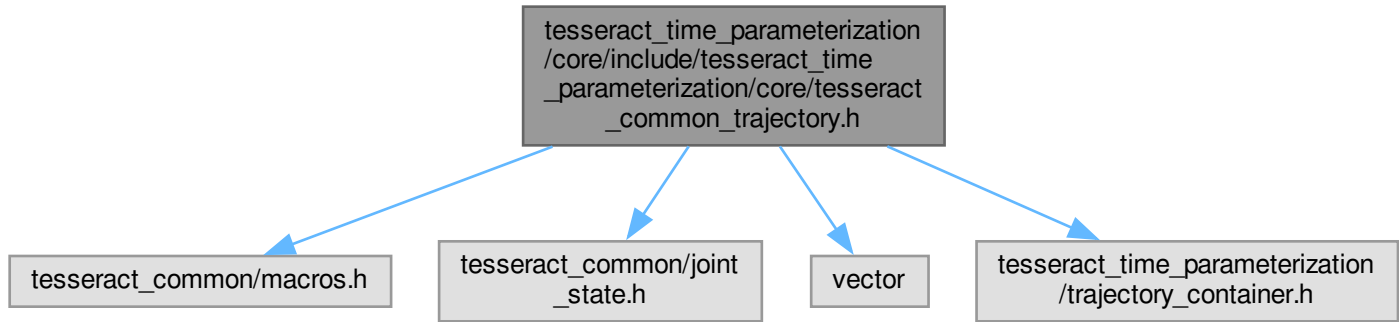 tesseract_time_parameterization
/core/include/tesseract_time
_parameterization/core/tesseract
_common_trajectory.h
tesseract_common/macros.h
tesseract_common/joint
_state.h
vector
tesseract_time_parameterization
/trajectory_container.h